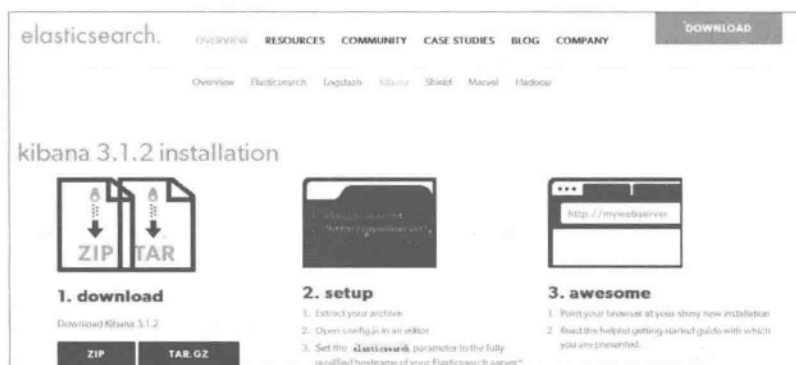 elasticsearch.
OVERVIEW RESOURCES COMMUNITY CASE STUDIES BLOG COMPANY
DOWNLOAD
Overview Elasticsearch Logstash Kibana Shield Marvel Hadoop
kibana 3.1.2 installation
ZIP TAR
http://mywebserver
1. download
Download Kibana 3.1.2
ZIP TAR.GZ
2. setup
1. Extract your archive
2. Open config.js in an editor
3. Set the elasticsearch parameter to the fully
qualified hostname of your Elasticsearch server*
3. awesome
1. Point your browser at your shiny new installation
2. Read the helpful getting started guide with which
you are presented.